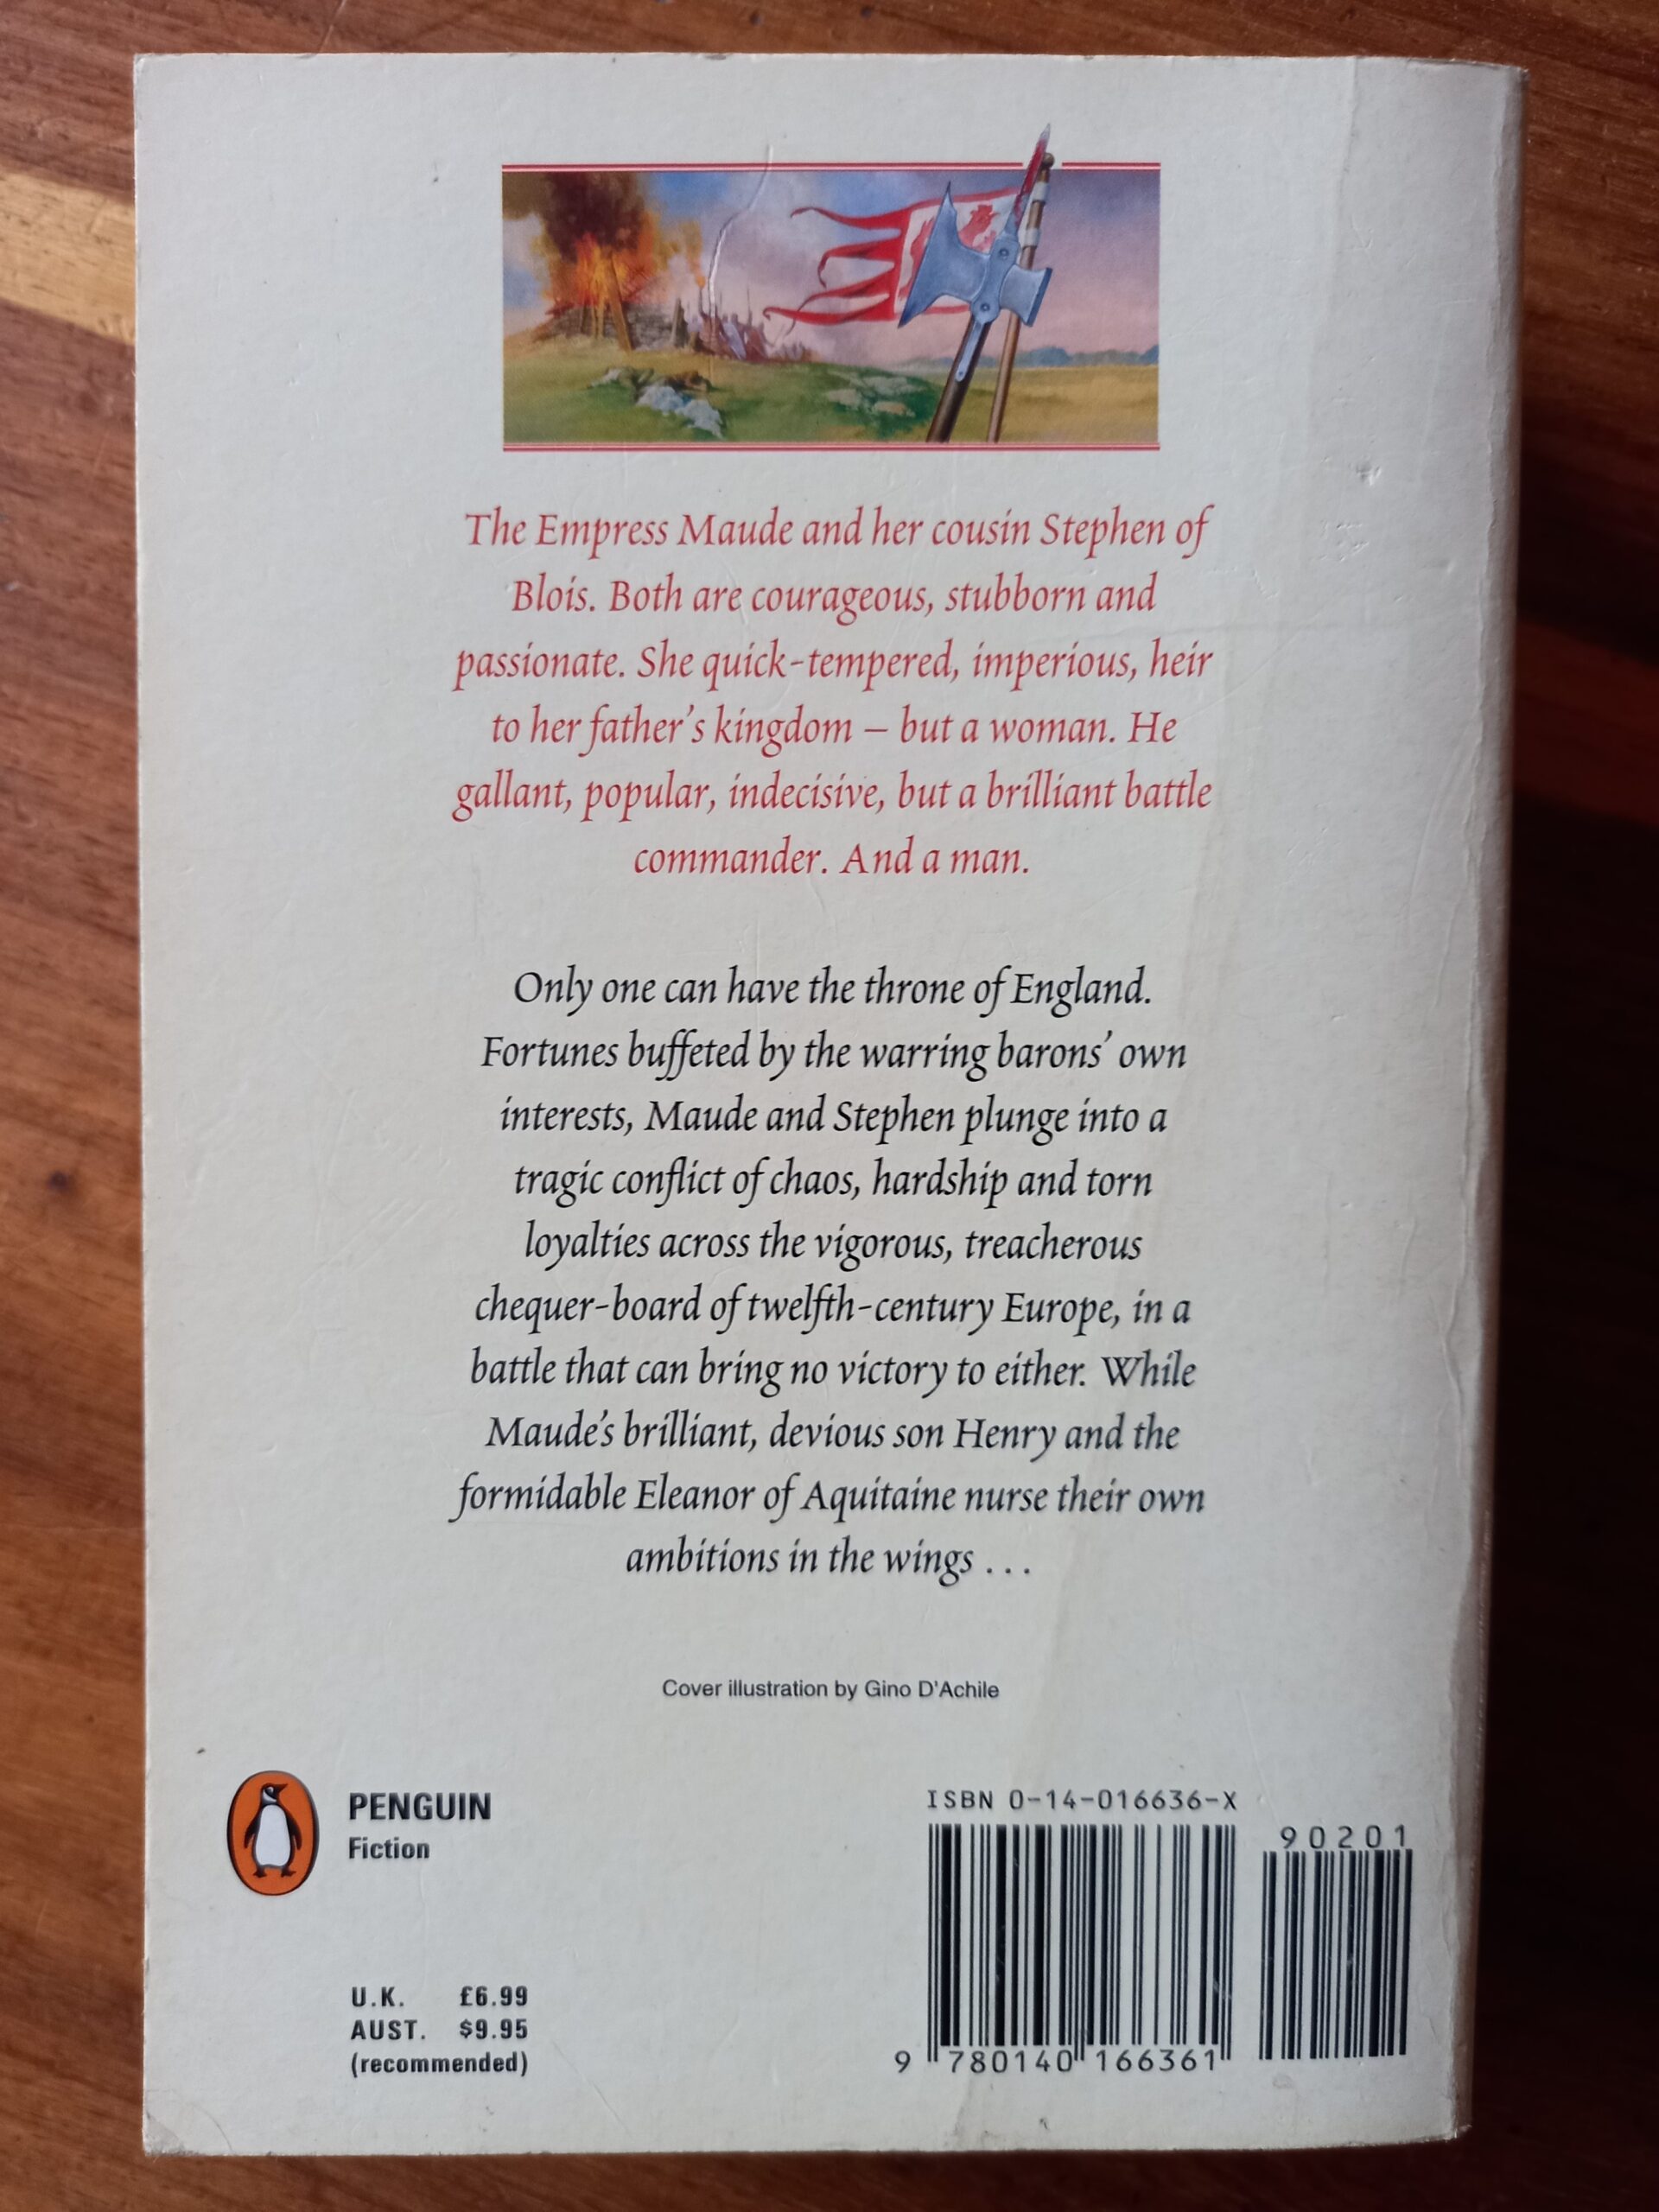 The Empress Maude and her cousin Stephen of
Blois. Both are courageous, stubborn and
passionate. She quick-tempered, imperious, heir
to her father's kingdom – but a woman. He
gallant, popular, indecisive, but a brilliant battle
commander. And a man.
Only one can have the throne of England.
Fortunes buffeted by the warring barons' own
interests, Maude and Stephen plunge into a
tragic conflict of chaos, hardship and torn
loyalties across the vigorous, treacherous
chequer-board of twelfth-century Europe, in a
battle that can bring no victory to either. While
Maude's brilliant, devious son Henry and the
formidable Eleanor of Aquitaine nurse their own
ambitions in the wings . . .
Cover illustration by Gino D'Achile
PENGUIN
Fiction
U.K. £6.99
AUST. $9.95
(recommended)
ISBN 0-14-016636-X
90201
9 780140 166361